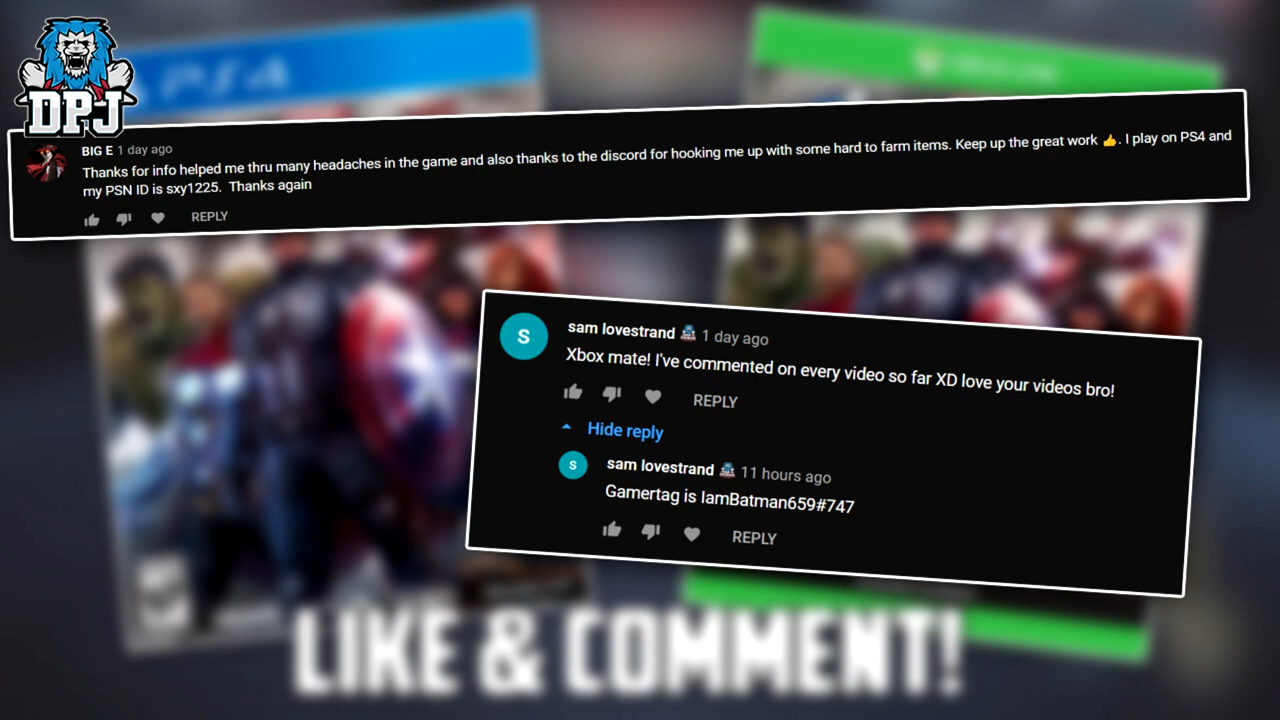 DPJ
PS4
XBOX ONE
BIG E 1 day ago
Thanks for info helped me thru many headaches in the game and also thanks to the discord for hooking me up with some hard to farm items. Keep up the great work 👍. I play on PS4 and
my PSN ID is sxy1225. Thanks again
REPLY
sam lovestrand 1 day ago
Xbox mate! I've commented on every video so far XD love your videos bro!
REPLY
Hide reply
S
sam lovestrand 11 hours ago
S
Gamertag is IamBatman659#747
REPLY
LIKE & COMMENT!